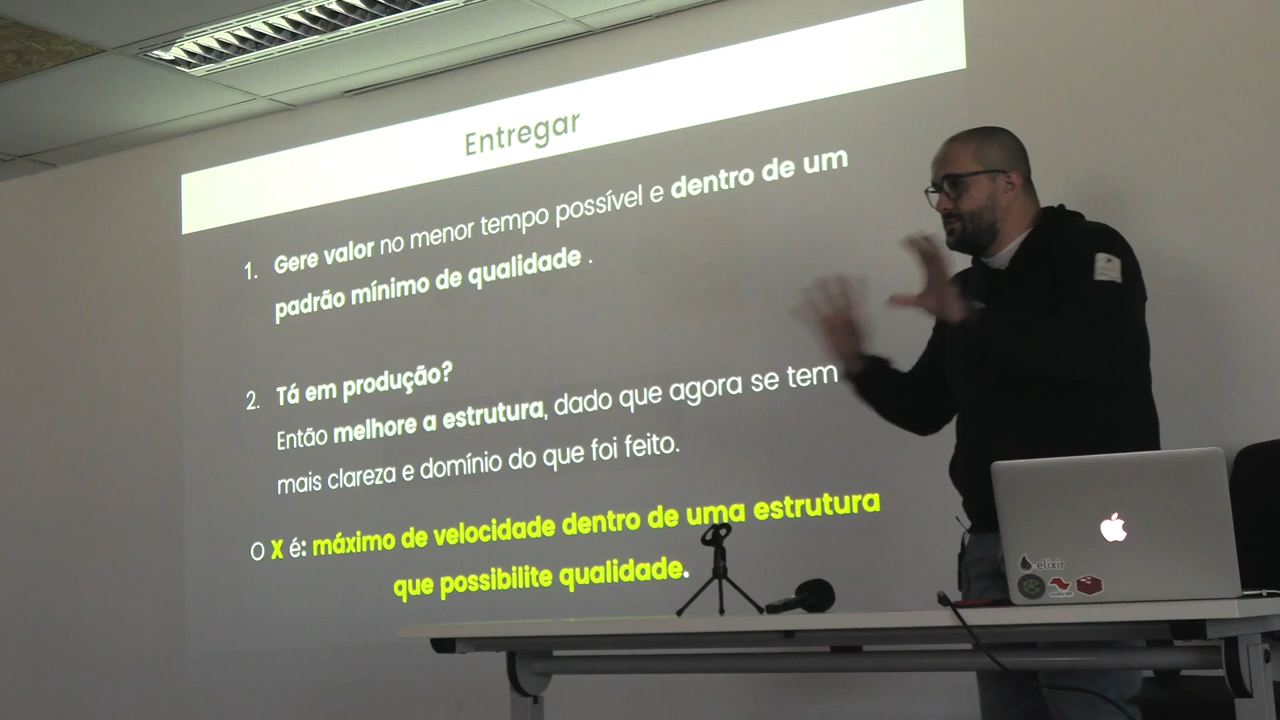 Entregar
1. Gere valor no menor tempo possível e dentro de um
padrão mínimo de qualidade .
2. Tá em produção?
Então melhore a estrutura, dado que agora se tem
mais clareza e domínio do que foi feito.
O X é: máximo de velocidade dentro de uma estrutura
que possibilite qualidade.
elixir